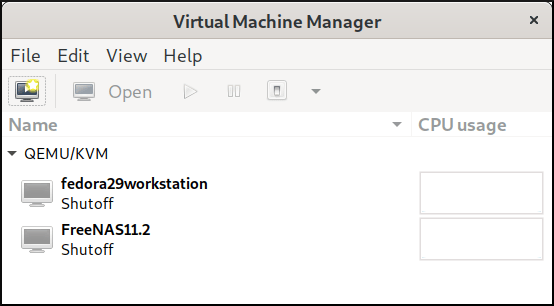 Virtual Machine Manager ×
File Edit View Help
Open
Name CPU usage
QEMU/KVM
fedora29workstation
Shutoff
FreeNAS11.2
Shutoff